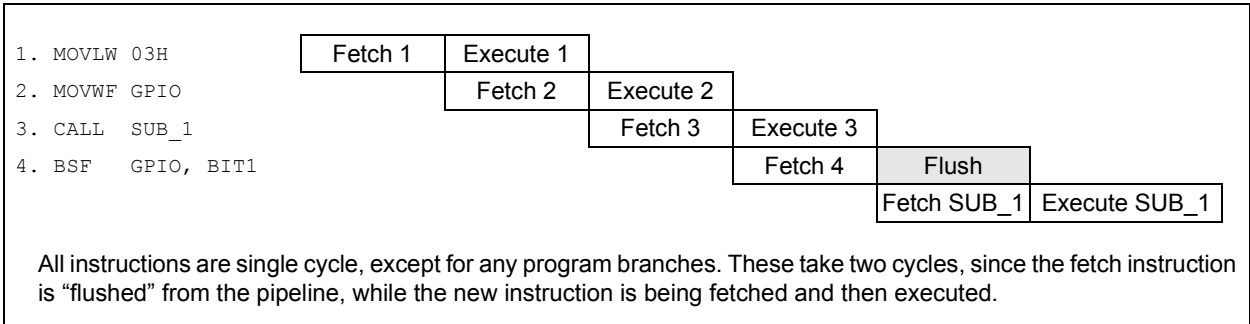 1. MOVLW 03H Fetch 1 Execute 1
2. MOVWF GPIO Fetch 2 Execute 2
3. CALL SUB_1 Fetch 3 Execute 3
4. BSF GPIO, BIT1 Fetch 4 Flush
Fetch SUB_1 Execute SUB_1
All instructions are single cycle, except for any program branches. These take two cycles, since the fetch instruction
is “flushed” from the pipeline, while the new instruction is being fetched and then executed.